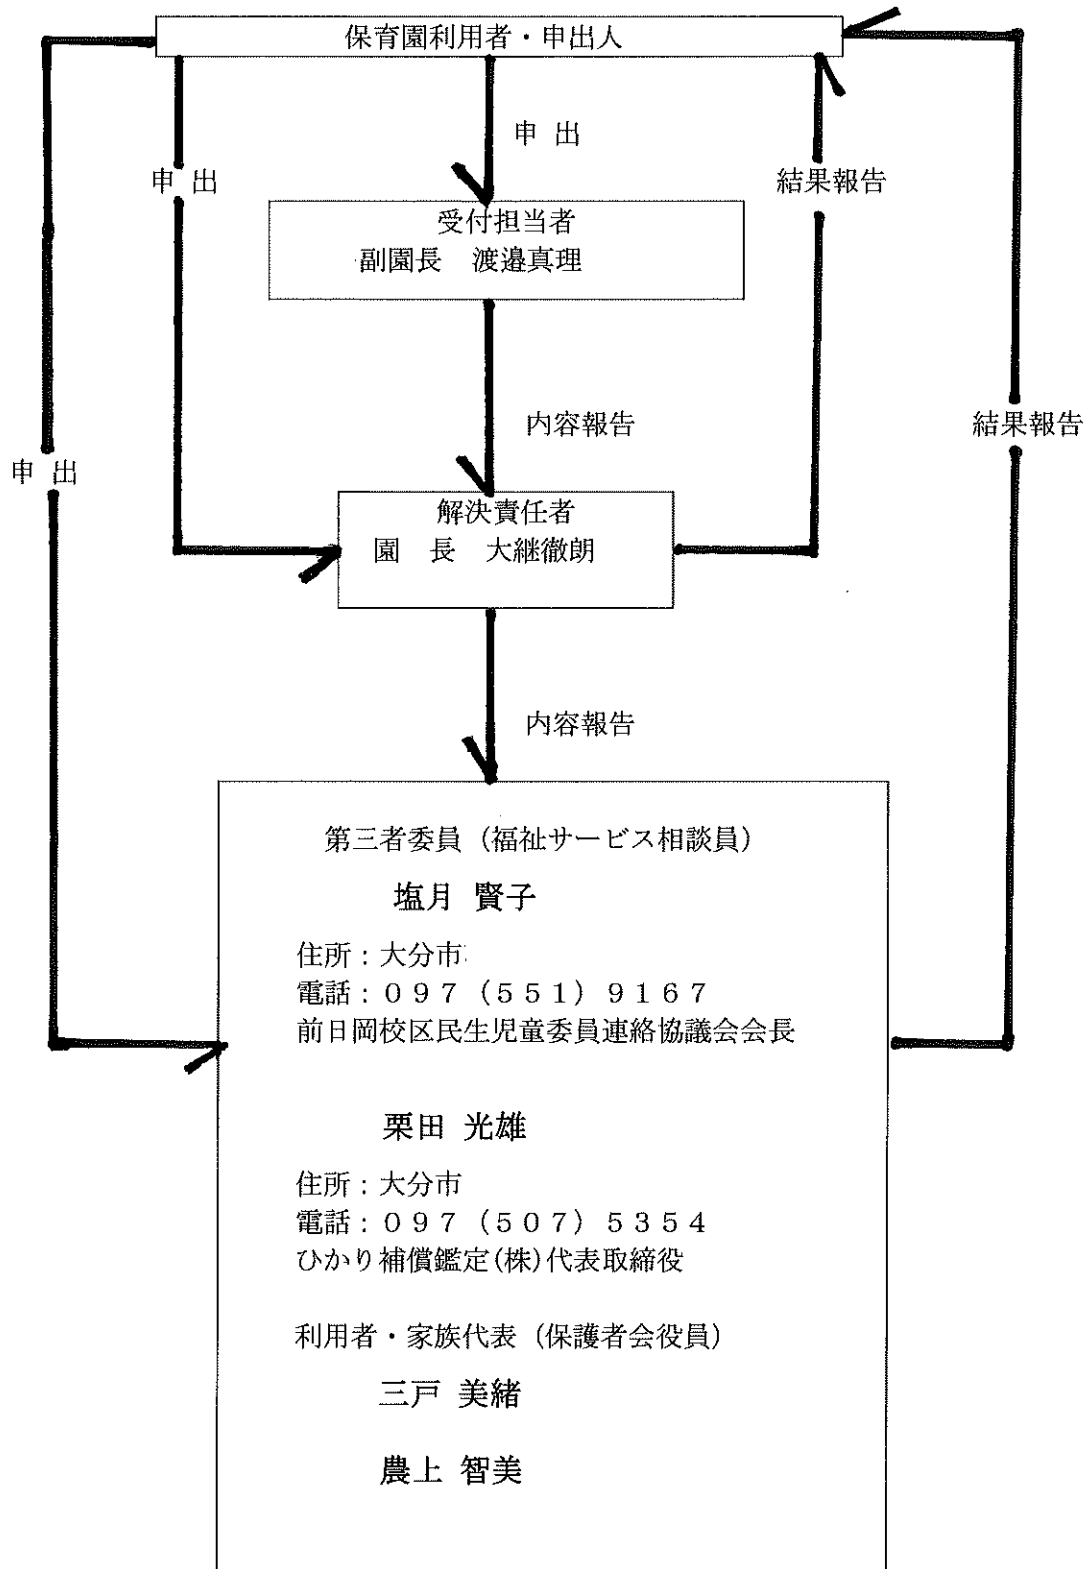 保育園利用者・申出人
申 出
申 出
結果報告
受付担当者
副園長　渡邉真理
内容報告
結果報告
申 出
解決責任者
園　長　大継徹朗
内容報告
第三者委員（福祉サービス相談員）
塩月 賢子
住所：大分市
電話：０９７（５５１）９１６７
前日岡校区民生児童委員連絡協議会会長
栗田 光雄
住所：大分市
電話：０９７（５０７）５３５４
ひかり補償鑑定(株)代表取締役
利用者・家族代表（保護者会役員）
三戸 美緒
農上 智美